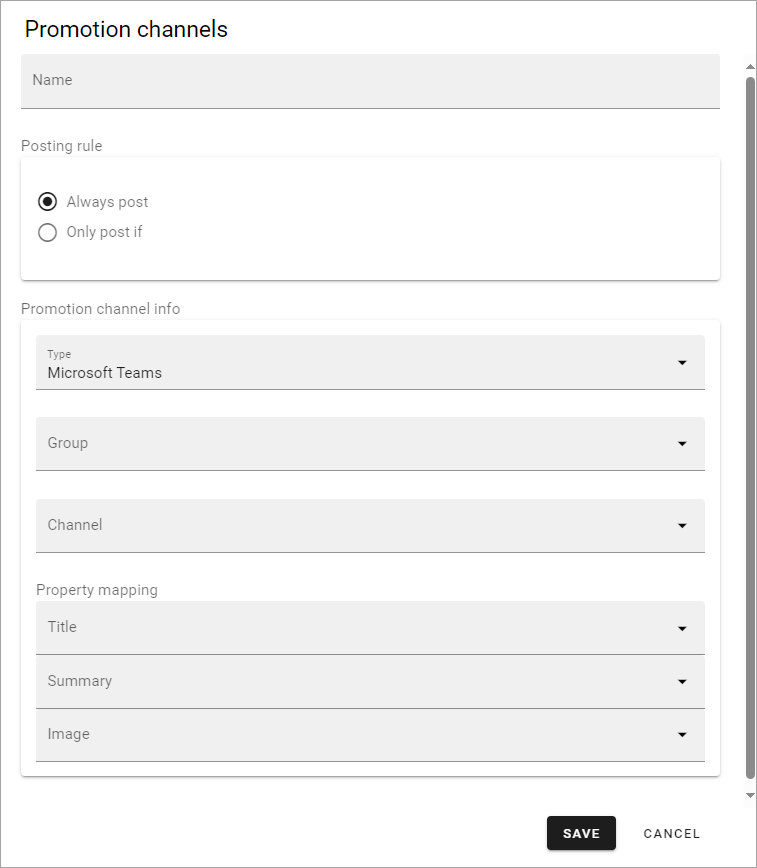 Promotion channels
Name
Posting rule
Always post
Only post if
Promotion channel info
Type
Microsoft Teams
Group
Channel
Property mapping
Title
Summary
Image
SAVE CANCEL